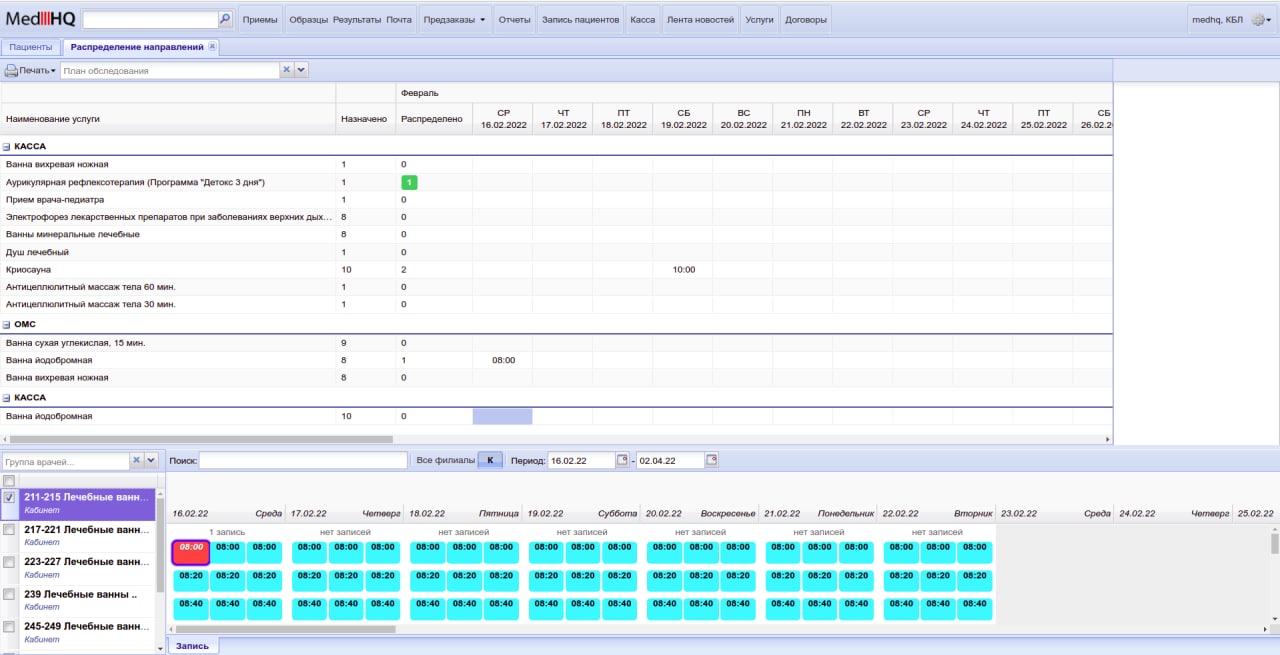 MedHQ Приемы Образцы Результаты Почта Предзаказы Отчеты Запись пациентов Касса Лента новостей Услуги Договоры medhq, КБЛ
Пациенты Распределение направлений
Печать План обследования
Февраль
Наименование услуги Назначено Распределено СР 16.02.2022 ЧТ 17.02.2022 ПТ 18.02.2022 СБ 19.02.2022 ВС 20.02.2022 ПН 21.02.2022 ВТ 22.02.2022 СР 23.02.2022 ЧТ 24.02.2022 ПТ 25.02.2022 СБ 26.02.2
КАССА
Ванна вихревая ножная 1 0
Аурикулярная рефлексотерапия (Программа "Детокс 3 дня") 1 1
Прием врача-педиатра 1 0
Электрофорез лекарственных препаратов при заболеваниях верхних дых... 8 0
Ванны минеральные лечебные 8 0
Душ лечебный 1 0
Криосауна 10 2 10:00
Антицеллюлитный массаж тела 60 мин. 1 0
Антицеллюлитный массаж тела 30 мин. 1 0
ОМС
Ванна сухая углекислая, 15 мин. 9 0
Ванна йодобромная 8 1 08:00
Ванна вихревая ножная 8 0
КАССА
Ванна йодобромная 10 0
Группа врачей... Поиск: Все филиалы К Период: 16.02.22 - 02.04.22
211-215 Лечебные ванн...
Кабинет
217-221 Лечебные ванн...
Кабинет
223-227 Лечебные ванн...
Кабинет
239 Лечебные ванны ..
Кабинет
245-249 Лечебные ванн...
Кабинет
16.02.22 Среда 17.02.22 Четверг 18.02.22 Пятница 19.02.22 Суббота 20.02.22 Воскресенье 21.02.22 Понедельник 22.02.22 Вторник 23.02.22 Среда 24.02.22 Четверг 25.02.22
1 запись нет записей нет записей нет записей нет записей нет записей нет записей
08:00 08:00 08:00 08:00 08:00 08:00 08:00 08:00 08:00 08:00 08:00 08:00 08:00 08:00 08:00 08:00 08:00 08:00 08:00 08:00 08:00
08:20 08:20 08:20 08:20 08:20 08:20 08:20 08:20 08:20 08:20 08:20 08:20 08:20 08:20 08:20 08:20 08:20 08:20 08:20 08:20 08:20
08:40 08:40 08:40 08:40 08:40 08:40 08:40 08:40 08:40 08:40 08:40 08:40 08:40 08:40 08:40 08:40 08:40 08:40 08:40 08:40 08:40
Запись